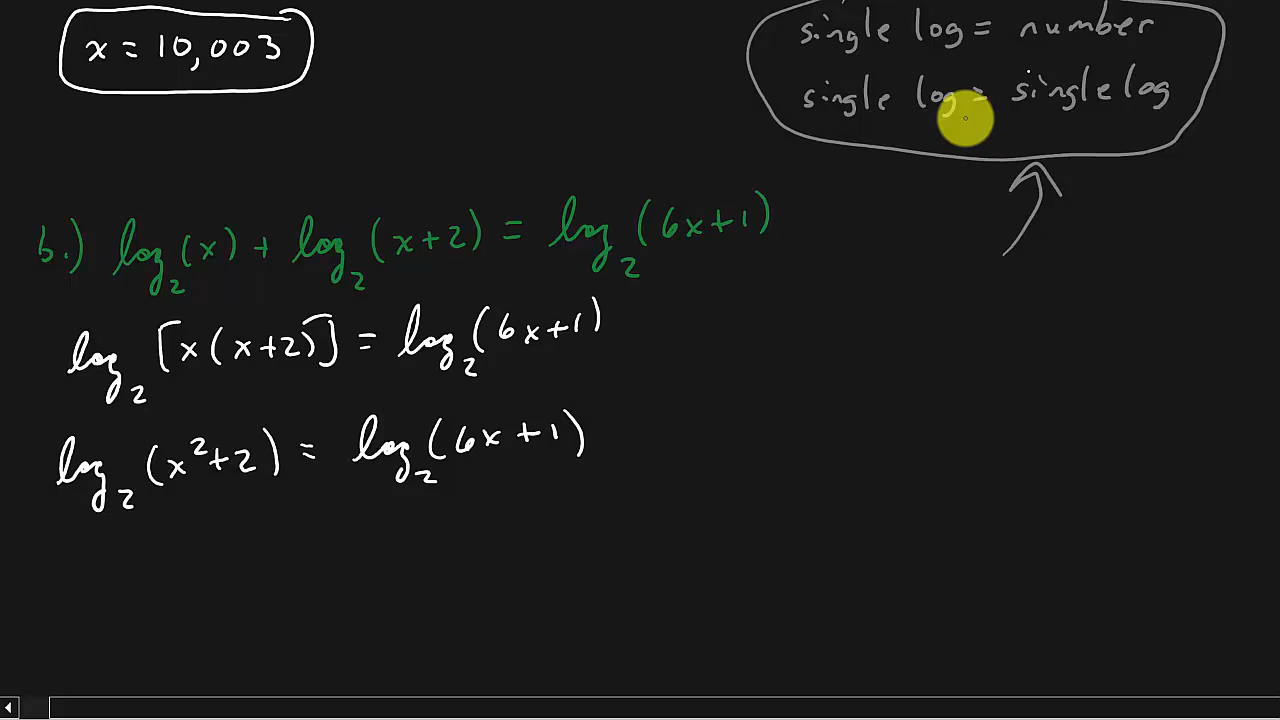 x = 10,003
single log = number
single log = single log
b.) log₂(x) + log₂(x+2) = log₂(6x+1)
log₂[x(x+2)] = log₂(6x+1)
log₂(x²+2) = log₂(6x+1)